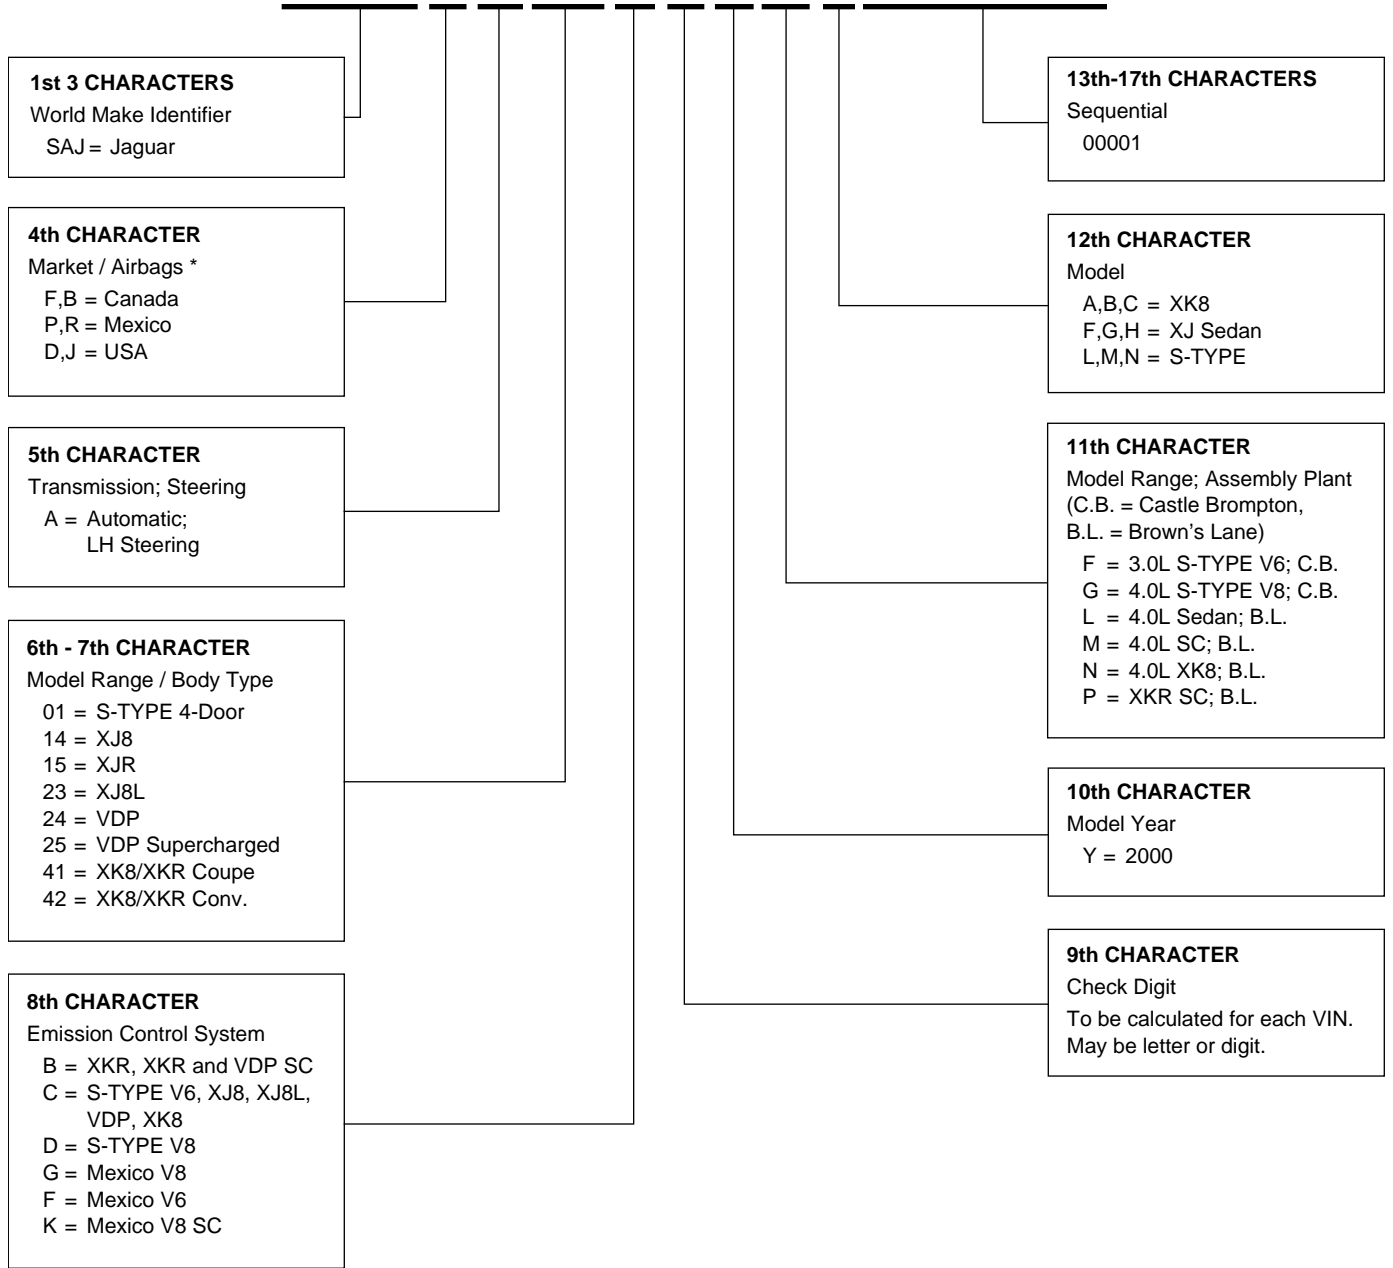 1st 3 CHARACTERS
World Make Identifier
SAJ = Jaguar
4th CHARACTER
Market / Airbags *
F,B = Canada
P,R = Mexico
D,J = USA
5th CHARACTER
Transmission; Steering
A = Automatic;
LH Steering
6th - 7th CHARACTER
Model Range / Body Type
01 = S-TYPE 4-Door
14 = XJ8
15 = XJR
23 = XJ8L
24 = VDP
25 = VDP Supercharged
41 = XK8/XKR Coupe
42 = XK8/XKR Conv.
8th CHARACTER
Emission Control System
B = XKR, XKR and VDP SC
C = S-TYPE V6, XJ8, XJ8L,
VDP, XK8
D = S-TYPE V8
G = Mexico V8
F = Mexico V6
K = Mexico V8 SC
13th-17th CHARACTERS
Sequential
00001
12th CHARACTER
Model
A,B,C = XK8
F,G,H = XJ Sedan
L,M,N = S-TYPE
11th CHARACTER
Model Range; Assembly Plant
(C.B. = Castle Brompton,
B.L. = Brown's Lane)
F = 3.0L S-TYPE V6; C.B.
G = 4.0L S-TYPE V8; C.B.
L = 4.0L Sedan; B.L.
M = 4.0L SC; B.L.
N = 4.0L XK8; B.L.
P = XKR SC; B.L.
10th CHARACTER
Model Year
Y = 2000
9th CHARACTER
Check Digit
To be calculated for each VIN.
May be letter or digit.